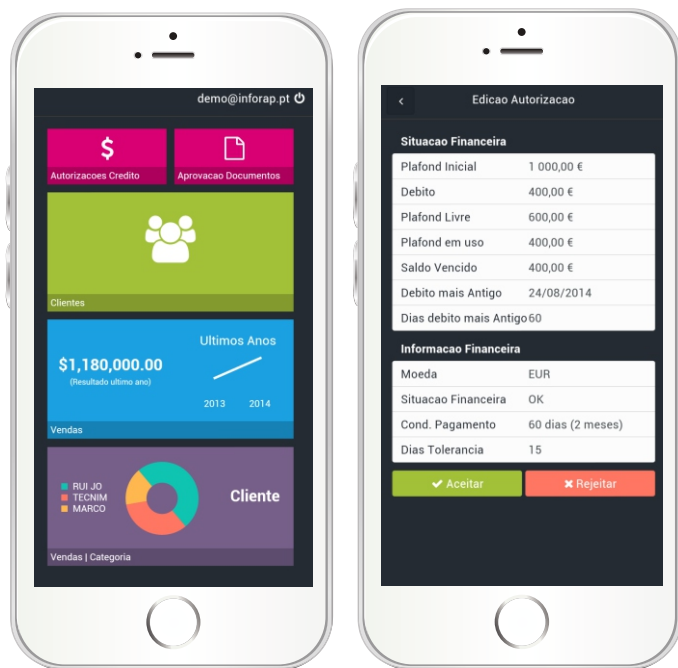 demo@inforap.pt
$
Autorizacoes Credito
Aprovacao Documentos
Clientes
Ultimos Anos
$1,180,000.00
(Resultado ultimo ano)
2013 2014
Vendas
RUI JO
TECNIM
MARCO
Cliente
Vendas | Categoria
Edicao Autorizacao
Situacao Financeira
Plafond Inicial 1 000,00 €
Debito 400,00 €
Plafond Livre 600,00 €
Plafond em uso 400,00 €
Saldo Vencido 400,00 €
Debito mais Antigo 24/08/2014
Dias debito mais Antigo 60
Informacao Financeira
Moeda EUR
Situacao Financeira OK
Cond. Pagamento 60 dias (2 meses)
Dias Tolerancia 15
Aceitar
Rejeitar